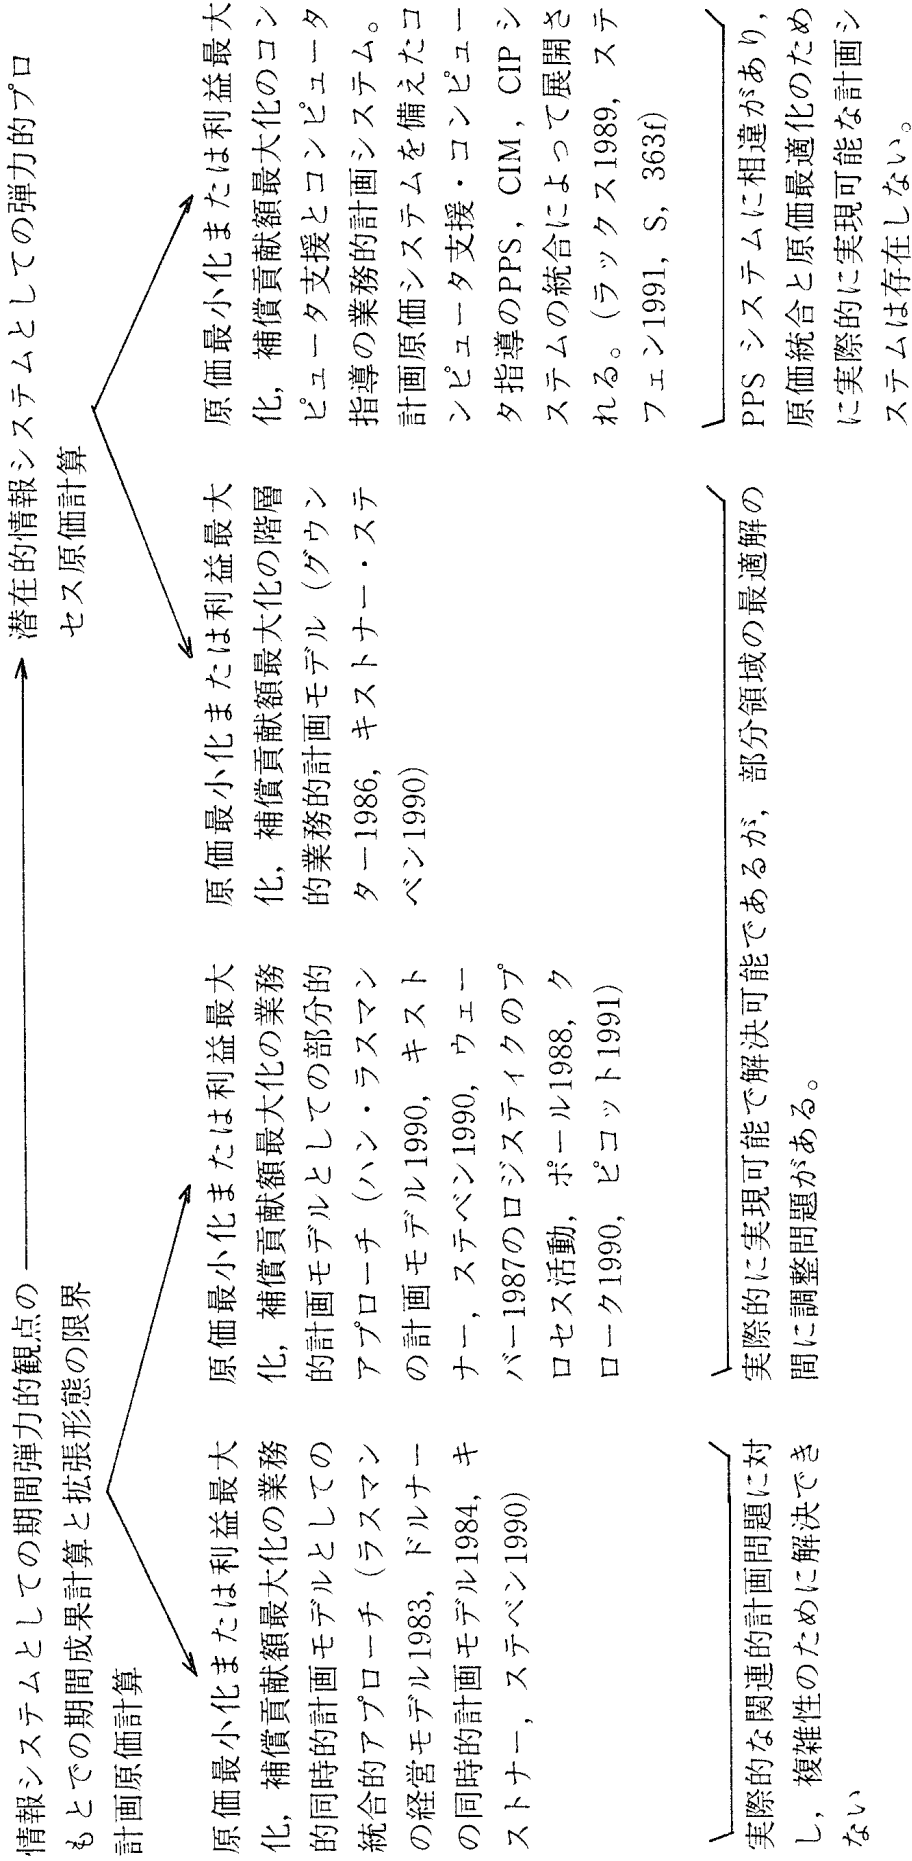 情報システムとしての期間弾力的観点の
もとでの期間成果計算と拡張形態の限界
計画原価計算
潜在的情報システムとしての弾力的プロ
セス原価計算
原価最小化または利益最大
化，補償貢献額最大化の業務
的同時的計画モデルとしての
統合的アプローチ（ラスマン
の経営モデル1983，ドルナー
の同時的計画モデル1984，キ
ストナー，ステベン1990）
原価最小化または利益最大
化，補償貢献額最大化の業務
的計画モデルとしての部分的
アプローチ（ハン・ラスマン
の計画モデル1990，キスト
ナー，ステベン1990，ウェー
バー1987のロジスティクのプ
ロセス活動，ポール1988，ク
ローク1990，ピコット1991）
原価最小化または利益最大
化，補償貢献額最大化の階層
的業務的計画モデル（グウン
ター1986，キストナー・ステ
ベン1990）
原価最小化または利益最大
化，補償貢献額最大化のコン
ピュータ支援とコンピュータ
指導の業務的計画システム。
計画原価システムを備えたコ
ンピュータ支援・コンピュー
タ指導のPPS，CIM，CIPシ
ステムの統合によって展開さ
れる。（ラックス1989，ステ
フェン1991，S，363f）
実際的な関連的計画問題に対
し，複雑性のために解決でき
ない
実際的に実現可能で解決可能であるが，部分領域の最適解の
間に調整問題がある。
PPSシステムに相違があり，
原価統合と原価最適化のため
に実際的に実現可能な計画シ
ステムは存在しない。